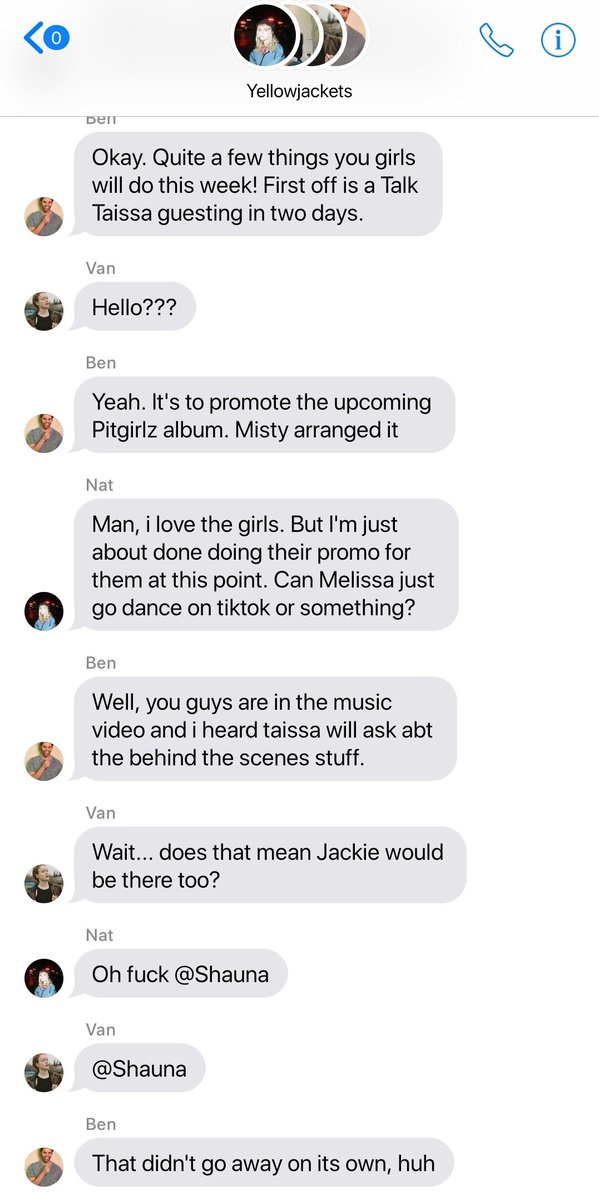 0
Yellowjackets
Ben
Okay. Quite a few things you girls
will do this week! First off is a Talk
Taissa guesting in two days.
Van
Hello???
Ben
Yeah. It's to promote the upcoming
Pitgirlz album. Misty arranged it
Nat
Man, i love the girls. But I'm just
about done doing their promo for
them at this point. Can Melissa just
go dance on tiktok or something?
Ben
Well, you guys are in the music
video and i heard taissa will ask abt
the behind the scenes stuff.
Van
Wait... does that mean Jackie would
be there too?
Nat
Oh fuck @Shauna
Van
@Shauna
Ben
That didn't go away on its own, huh